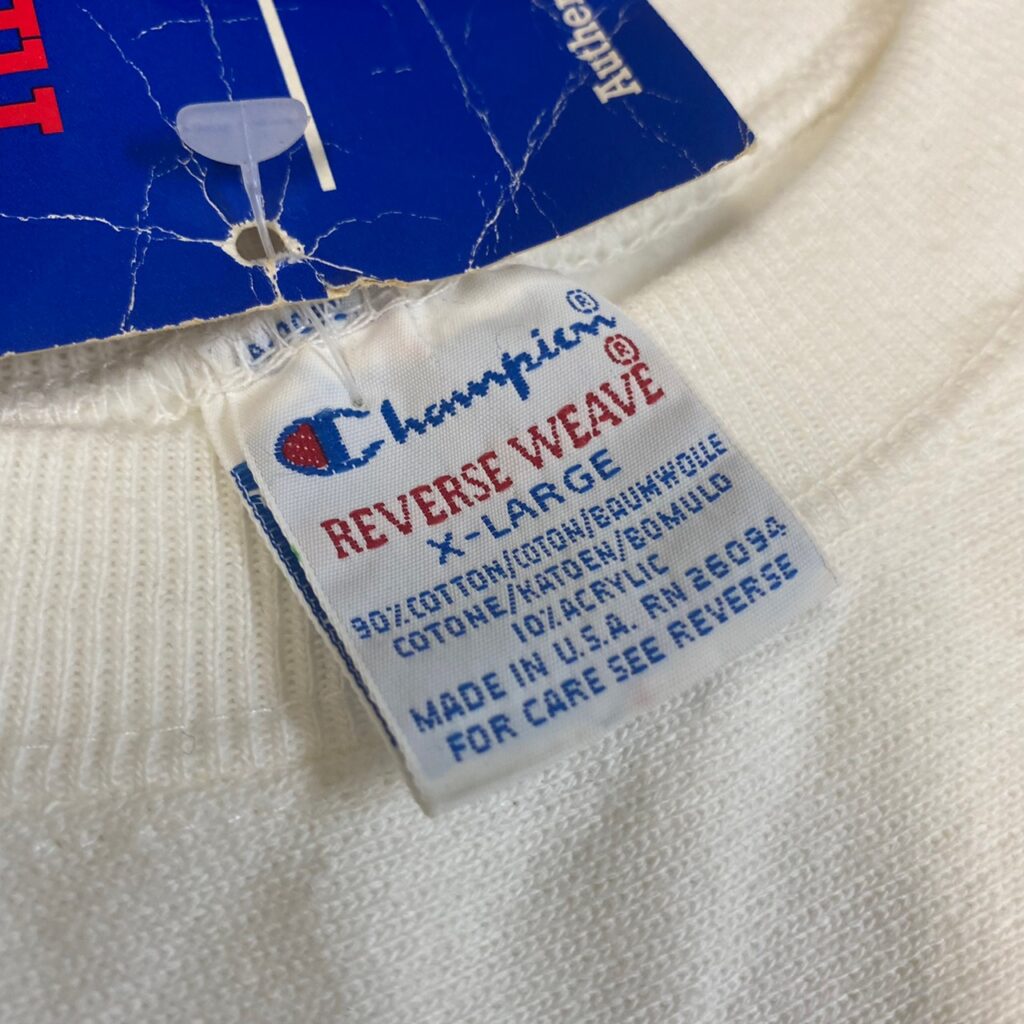 Authen
Champion®
REVERSE WEAVE®
X-LARGE
90% COTTON/COTON/BAUMWOLLE
COTONE/KATOEN/BOMULD
10% ACRYLIC
MADE IN U.S.A. RN 26094
FOR CARE SEE REVERSE